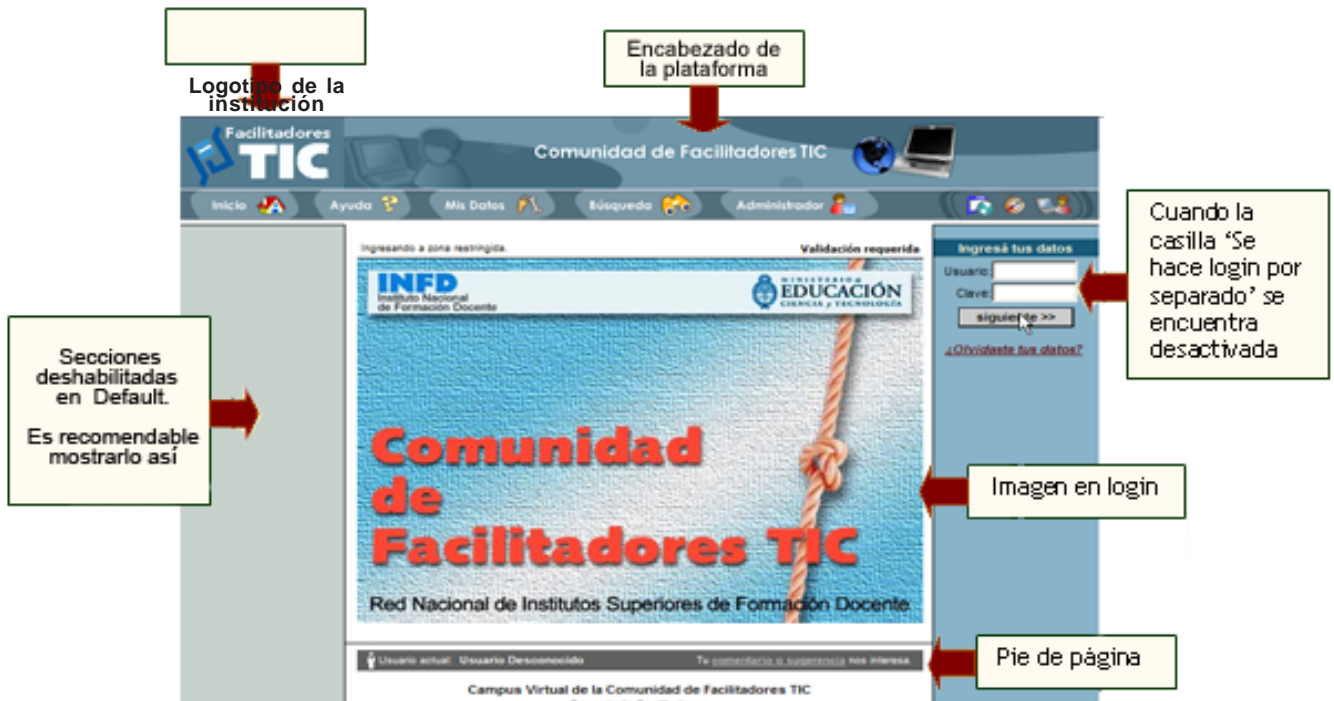 Encabezado de
la plataforma
Logotipo de la
institución
Facilitadores
TIC
Comunidad de Facilitadores TIC
Inicio
Ayuda
Mis Datos
Búsqueda
Administrador
Ingresando a zona restringida.
Validación requerida
Ingresá tus datos
Usuario:
Clave:
siguiente >>
¿Olvidaste tus datos?
Cuando la
casilla ‘Se
hace login por
separado’ se
encuentra
desactivada
INFD
Instituto Nacional
de Formación Docente
MINISTERIO de
EDUCACIÓN
CIENCIA y TECNOLOGÍA
Secciones
deshabilitadas
en Default.
Es recomendable
mostrarlo así
Comunidad
de
Facilitadores TIC
Red Nacional de Institutos Superiores de Formación Docente
Imagen en login
Usuario actual: Usuario Desconocido
Tu comentario o sugerencia nos interesa.
Pie de página
Campus Virtual de la Comunidad de Facilitadores TIC